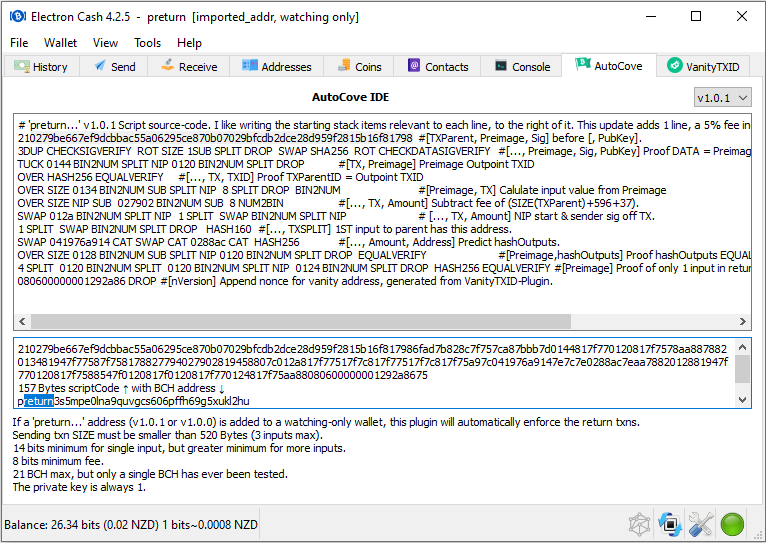 Electron Cash 4.2.5 - preturn [imported_addr, watching only]
File Wallet View Tools Help
History Send Receive Addresses Coins Contacts Console AutoCove VanityTXID
AutoCove IDE
v1.0.1
# 'preturn...' v1.0.1 Script source-code. I like writing the starting stack items relevant to each line, to the right of it. This update adds 1 line, a 5% fee in
210279be667ef9dcbbac55a06295ce870b07029bfcdb2dce28d959f2815b16f81798 #[TXParent, Preimage, Sig] before [, PubKey].
3DUP CHECKSIGVERIFY ROT SIZE 1SUB SPLIT DROP SWAP SHA256 ROT CHECKDATASIGVERIFY #[..., Preimage, Sig, PubKey] Proof DATA = Preimag
TUCK 0144 BIN2NUM SPLIT NIP 0120 BIN2NUM SPLIT DROP #[TX, Preimage] Preimage Outpoint TXID
OVER HASH256 EQUALVERIFY #[..., TX, TXID] Proof TXParentID = Outpoint TXID
OVER SIZE 0134 BIN2NUM SUB SPLIT NIP 8 SPLIT DROP BIN2NUM #[Preimage, TX] Calulate input value from Preimage
OVER SIZE NIP SUB 027902 BIN2NUM SUB 8 NUM2BIN #[..., TX, Amount] Subtract fee of (SIZE(TXParent)+596+37).
SWAP 012a BIN2NUM SPLIT NIP 1 SPLIT SWAP BIN2NUM SPLIT NIP # [..., TX, Amount] NIP start & sender sig off TX.
1 SPLIT SWAP BIN2NUM SPLIT DROP HASH160 #[..., TXSPLIT] 1ST input to parent has this address.
SWAP 041976a914 CAT SWAP CAT 0288ac CAT HASH256 #[..., Amount, Address] Predict hashOutputs.
OVER SIZE 0128 BIN2NUM SUB SPLIT NIP 0120 BIN2NUM SPLIT DROP EQUALVERIFY #[Preimage,hashOutputs] Proof hashOutputs EQUAL
4 SPLIT 0120 BIN2NUM SPLIT NIP 0120 BIN2NUM SPLIT NIP 0124 BIN2NUM SPLIT DROP HASH256 EQUALVERIFY #[Preimage] Proof of only 1 input in retur
08060000001292a86 DROP #[nVersion] Append nonce for vanity address, generated from VanityTXID-Plugin.
210279be667ef9dcbbac55a06295ce870b07029bfcdb2dce28d959f2815b16f817986fad7b828c7f757ca87bbb7d0144817f770120817f7578aa887882
013481947f77587f7581788277940279028194​58807c012a817f77517f7c817f77517f7c817f75a97c041976a9147e7c7e0288ac7eaa7882012881947f
770120817f7588547f0120817f0120817f770124817f75aa88080600000001292a8675
157 Bytes scriptCode ↑ with BCH address ↓
preturn3s5mpe0lna9quvgcs606pffh69g5xukl2hu
If a 'preturn...' address (v1.0.1 or v1.0.0) is added to a watching-only wallet, this plugin will automatically enforce the return txns.
Sending txn SIZE must be smaller than 520 Bytes (3 inputs max).
14 bits minimum for single input, but greater minimum for more inputs.
8 bits minimum fee.
21 BCH max, but only a single BCH has ever been tested.
The private key is always 1.
Balance: 26.34 bits (0.02 NZD) 1 bits~0.0008 NZD